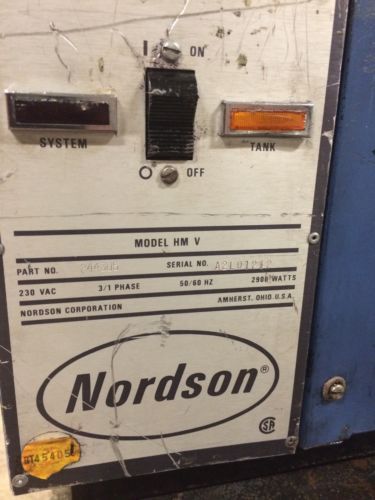 I ON
SYSTEM
TANK
O OFF
MODEL HM V
PART NO. SERIAL NO.
230 VAC 3/1 PHASE 50/60 HZ 2900 WATTS
NORDSON CORPORATION AMHERST, OHIO U.S.A.
Nordson®